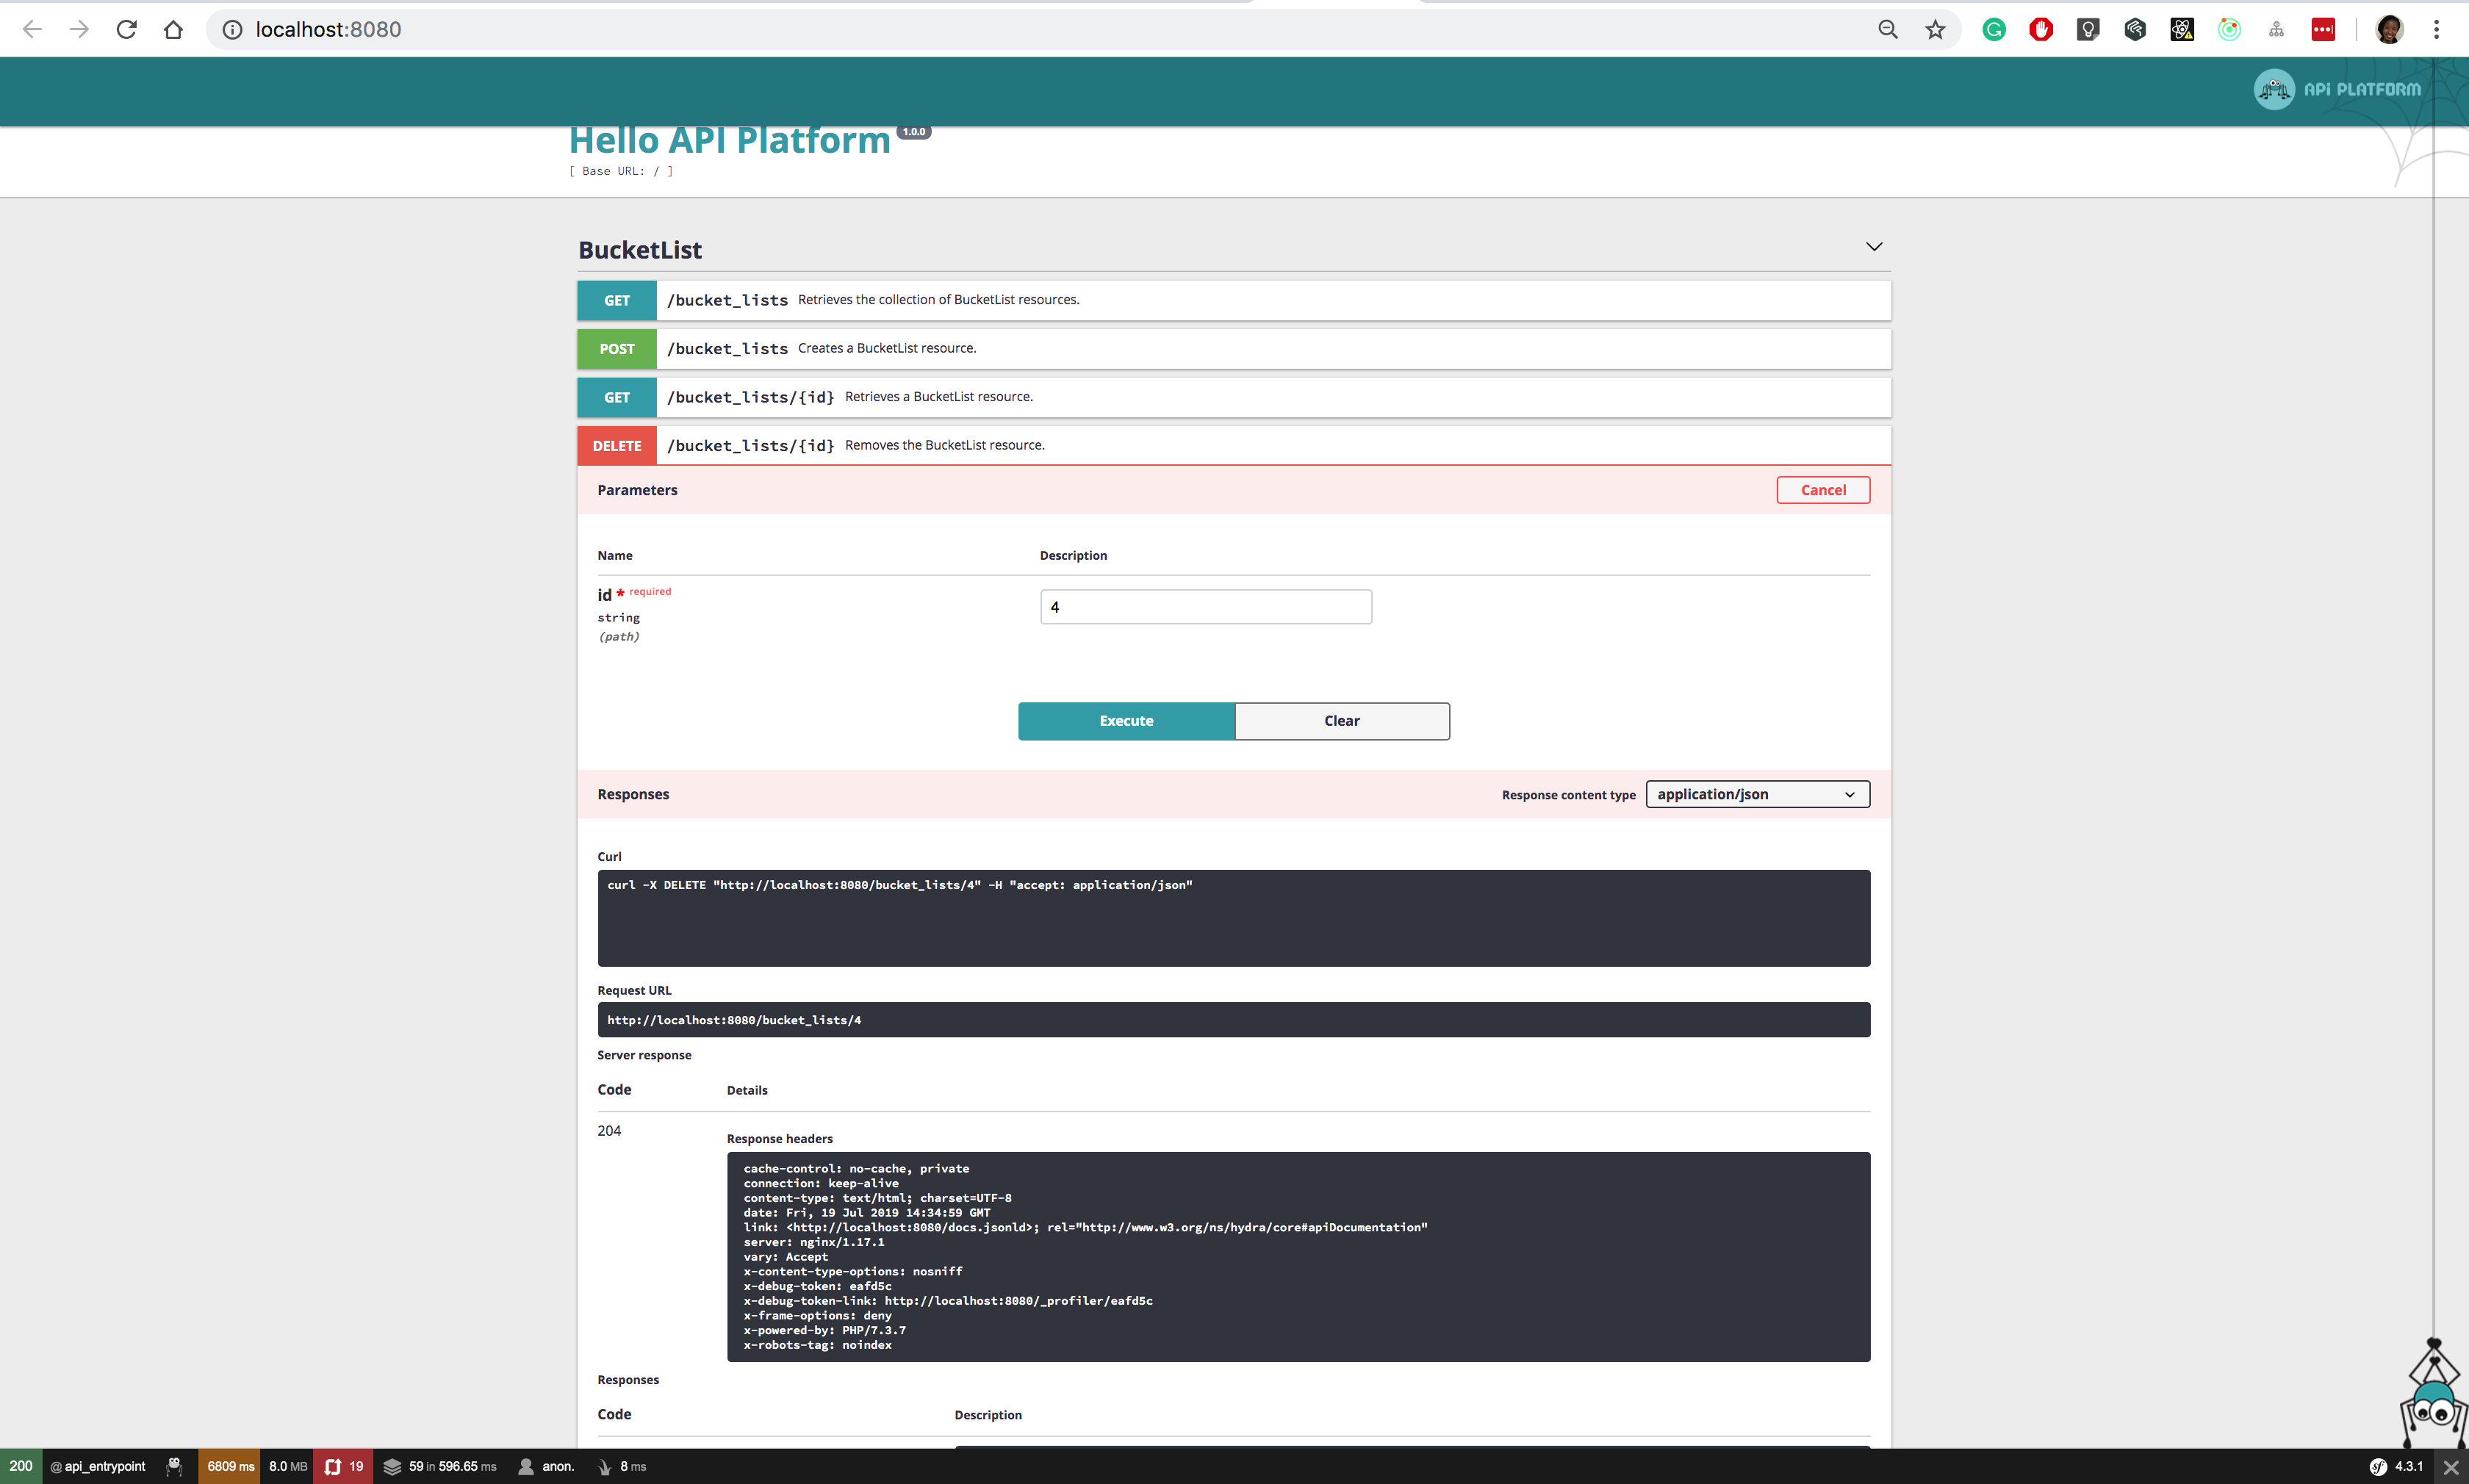 localhost:8080
API PLATFORM
Hello API Platform 1.0.0
[ Base URL: / ]
BucketList
GET /bucket_lists Retrieves the collection of BucketList resources.
POST /bucket_lists Creates a BucketList resource.
GET /bucket_lists/{id} Retrieves a BucketList resource.
DELETE /bucket_lists/{id} Removes the BucketList resource.
Parameters Cancel
Name Description
id * required 4
string
(path)
Execute Clear
Responses Response content type application/json
Curl
curl -X DELETE "http://localhost:8080/bucket_lists/4" -H "accept: application/json"
Request URL
http://localhost:8080/bucket_lists/4
Server response
Code Details
204 Response headers
cache-control: no-cache, private
connection: keep-alive
content-type: text/html; charset=UTF-8
date: Fri, 19 Jul 2019 14:34:59 GMT
link: <http://localhost:8080/docs.jsonld>; rel="http://www.w3.org/ns/hydra/core#apiDocumentation"
server: nginx/1.17.1
vary: Accept
x-content-type-options: nosniff
x-debug-token: eafd5c
x-debug-token-link: http://localhost:8080/_profiler/eafd5c
x-frame-options: deny
x-powered-by: PHP/7.3.7
x-robots-tag: noindex
Responses
Code Description
200 @ api_entrypoint 6809 ms 8.0 MB 19 59 in 596.65 ms anon. 8 ms sf 4.3.1